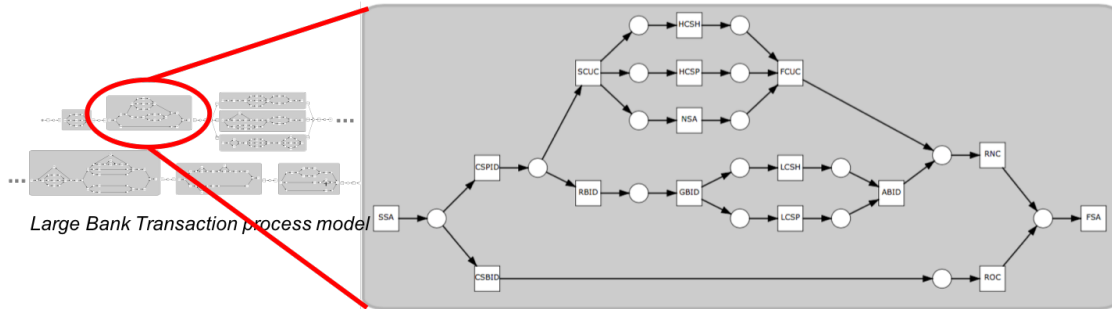 HCSH
SCUC HCSP FCUC
NSA
CSPID LCSH RNC
RBID GBID ABID
SSA LCSP FSA
Large Bank Transaction process model
CSBID ROC